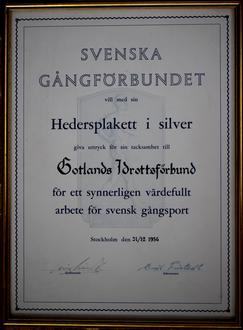 SVENSKA
GÅNGFÖRBUNDET
vill med sin
Hedersplakett i silver
giva uttryck för sin tacksamhet till
Gotlands Idrottsförbund
för ett synnerligen värdefullt
arbete för svensk gångsport
Stockholm den 31/12 1956